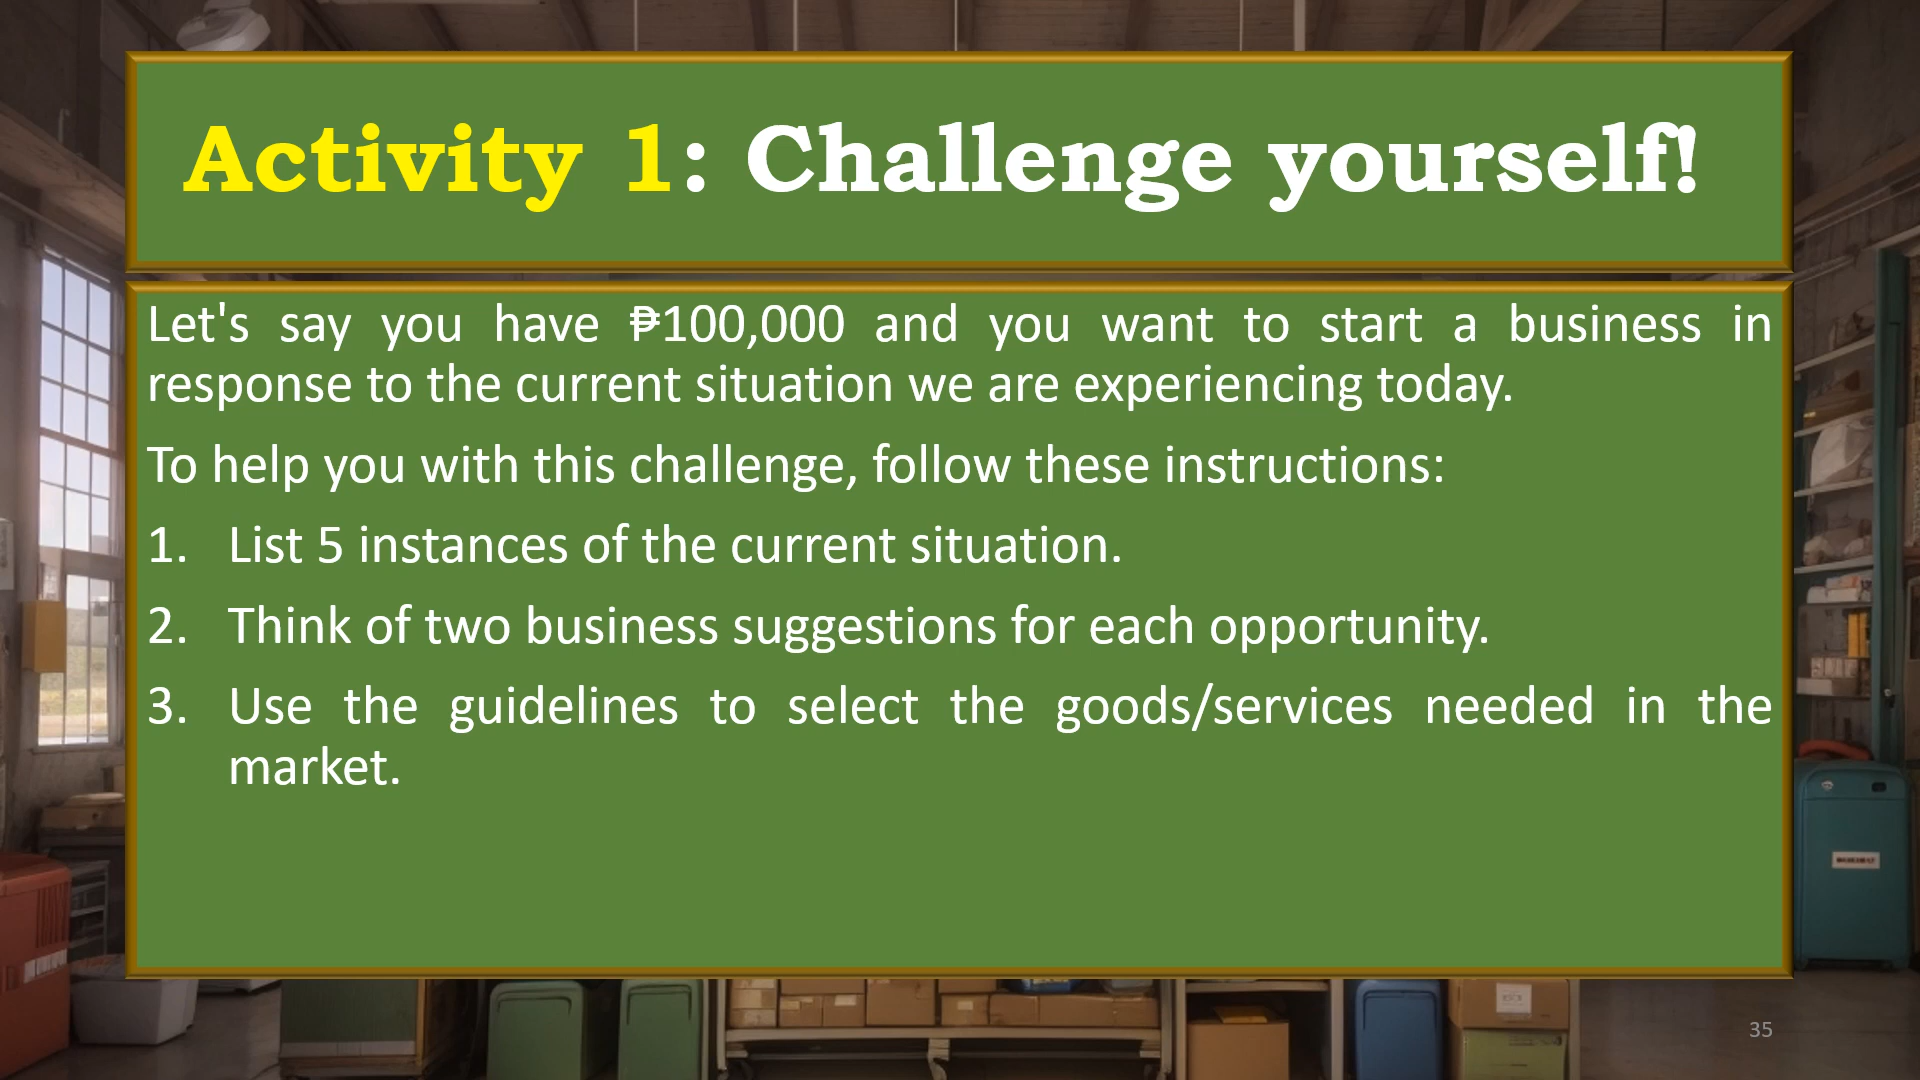 Activity 1: Challenge yourself!
Let's say you have ₱100,000 and you want to start a business in
response to the current situation we are experiencing today.
To help you with this challenge, follow these instructions:
1. List 5 instances of the current situation.
2. Think of two business suggestions for each opportunity.
3. Use the guidelines to select the goods/services needed in the
market.
35